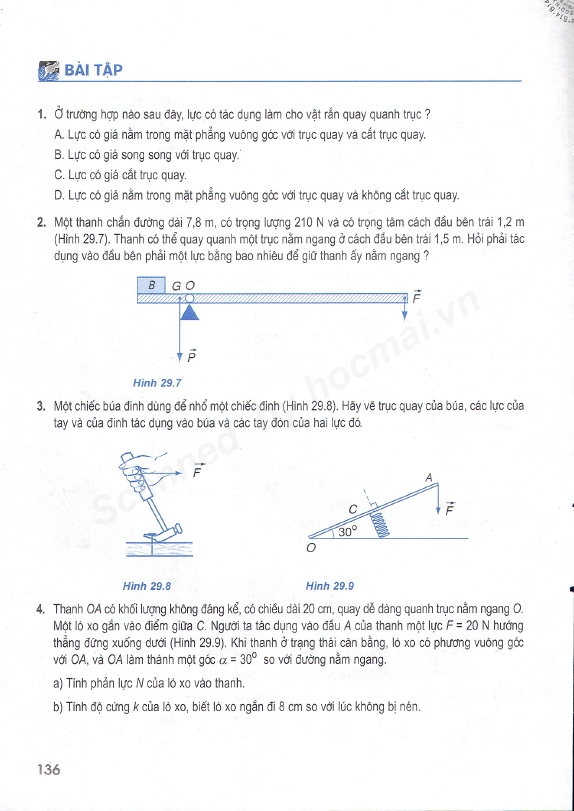 BÀI TẬP
1. Ở trường hợp nào sau đây, lực có tác dụng làm cho vật rắn quay quanh trục ?
A. Lực có giá nằm trong mặt phẳng vuông góc với trục quay và cắt trục quay.
B. Lực có giá song song với trục quay.
C. Lực có giá cắt trục quay.
D. Lực có giá nằm trong mặt phẳng vuông góc với trục quay và không cắt trục quay.
2. Một thanh chắn đường dài 7,8 m, có trọng lượng 210 N và có trọng tâm cách đầu bên trái 1,2 m
(Hình 29.7). Thanh có thể quay quanh một trục nằm ngang ở cách đầu bên trái 1,5 m. Hỏi phải tác
dụng vào đầu bên phải một lực bằng bao nhiêu để giữ thanh ấy nằm ngang ?
B G O
F
P
Hình 29.7
3. Một chiếc búa đinh dùng để nhổ một chiếc đinh (Hình 29.8). Hãy vẽ trục quay của búa, các lực của
tay và của đinh tác dụng vào búa và các tay đòn của hai lực đó.
F
A
C
F
30°
O
Hình 29.8
Hình 29.9
4. Thanh OA có khối lượng không đáng kể, có chiều dài 20 cm, quay dễ dàng quanh trục nằm ngang O.
Một lò xo gắn vào điểm giữa C. Người ta tác dụng vào đầu A của thanh một lực F = 20 N hướng
thẳng đứng xuống dưới (Hình 29.9). Khi thanh ở trạng thái cân bằng, lò xo có phương vuông góc
với OA, và OA làm thành một góc α = 30° so với đường nằm ngang.
a) Tính phản lực N của lò xo vào thanh.
b) Tính độ cứng k của lò xo, biết lò xo ngắn đi 8 cm so với lúc không bị nén.
136
hocmai.vn